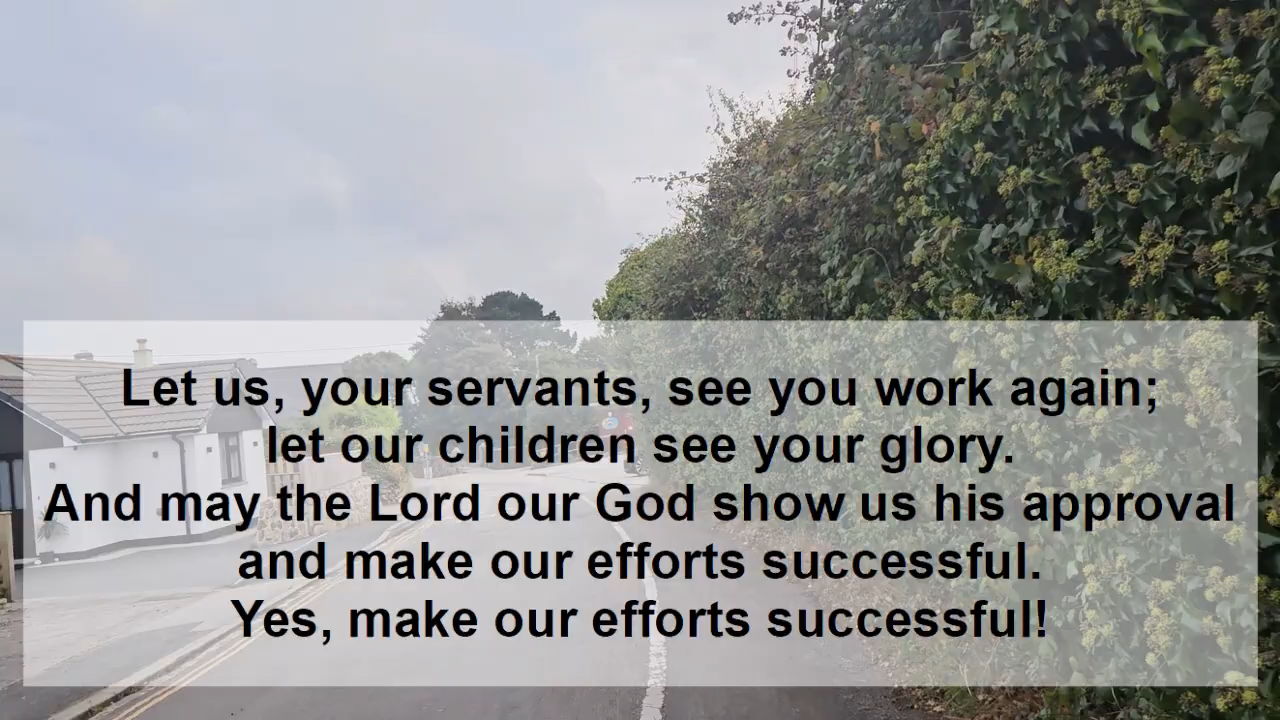 Let us, your servants, see you work again;
let our children see your glory.
And may the Lord our God show us his approval
and make our efforts successful.
Yes, make our efforts successful!